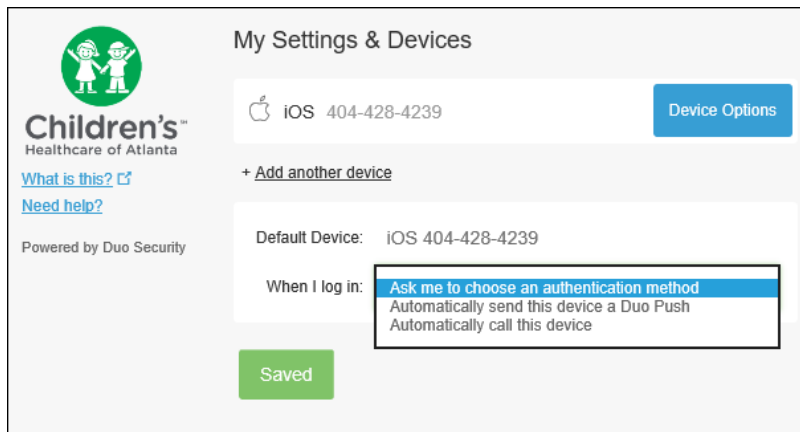 My Settings & Devices
Children's℠
Healthcare of Atlanta
What is this?
Need help?
Powered by Duo Security
iOS 404-428-4239
Device Options
+ Add another device
Default Device: iOS 404-428-4239
When I log in: Ask me to choose an authentication method
Automatically send this device a Duo Push
Automatically call this device
Saved